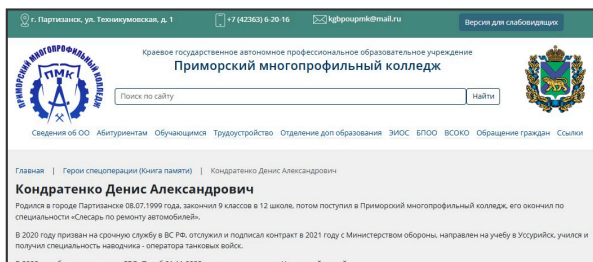 г. Партизанск, ул. Техникумовская, д. 1 +7 (42363) 6-20-16 kgbpoupmk@mail.ru Версия для слабовидящих
Краевое государственное автономное профессиональное образовательное учреждение
Приморский многопрофильный колледж
ПРИМОРСКИЙ МНОГОПРОФИЛЬНЫЙ КОЛЛЕДЖ
ПМК
Поиск по сайту Найти
Сведения об ОО Абитуриентам Обучающимся Трудоустройство Отделение доп образования ЭИОС БПОО ВСОКО Обращение граждан Ссылки
Главная | Герои спецоперации (Книга памяти) | Кондратенко Денис Александрович
Кондратенко Денис Александрович
Родился в городе Партизанске 08.07.1999 года, закончил 9 классов в 12 школе, потом поступил в Приморский многопрофильный колледж, его окончил по
специальности «Слесарь по ремонту автомобилей».
В 2020 году призван на срочную службу в ВС РФ, отслужил и подписал контракт в 2021 году с Министерством обороны, направлен на учебу в Уссурийск, учился и
получил специальность наводчика - оператора танковых войск.